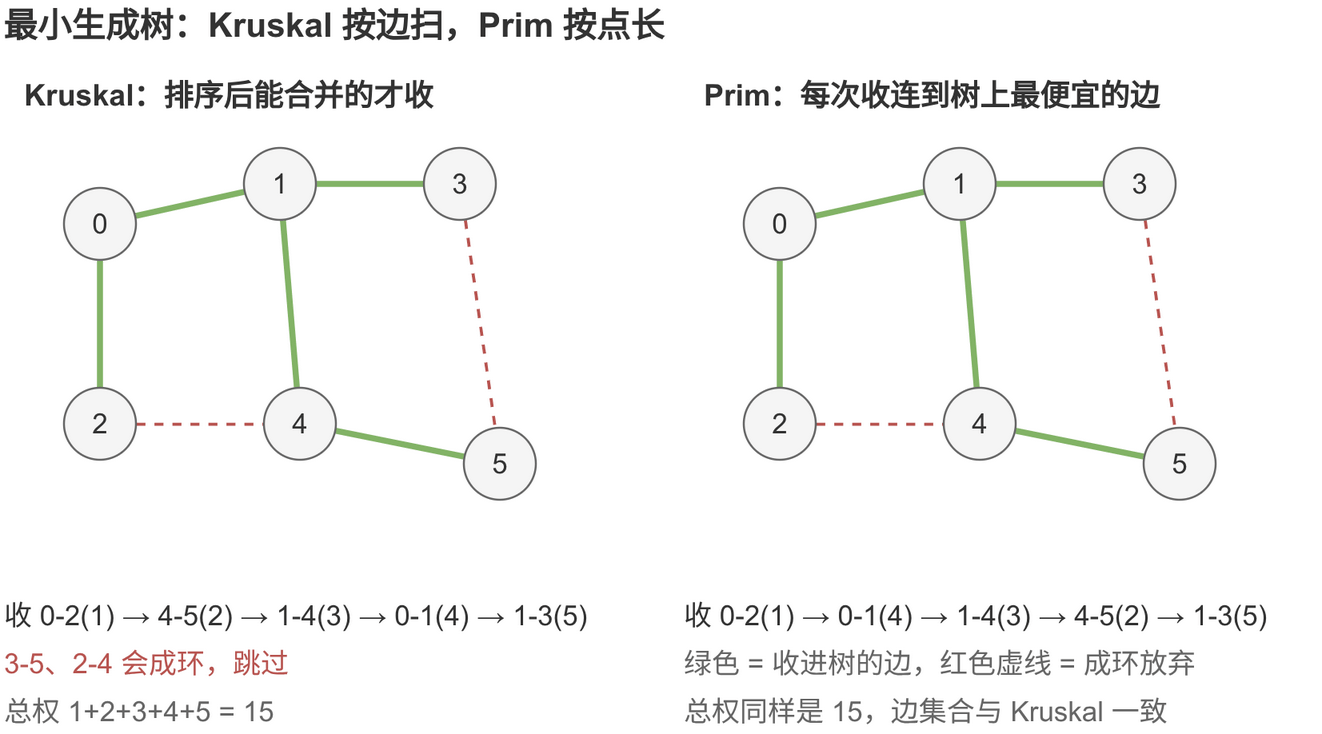 最小生成树：Kruskal 按边扫，Prim 按点长
Kruskal：排序后能合并的才收
0
1
3
2
4
5
收 0-2(1) → 4-5(2) → 1-4(3) → 0-1(4) → 1-3(5)
3-5、2-4 会成环，跳过
总权 1+2+3+4+5 = 15
Prim：每次收连到树上最便宜的边
0
1
3
2
4
5
收 0-2(1) → 0-1(4) → 1-4(3) → 4-5(2) → 1-3(5)
绿色 = 收进树的边，红色虚线 = 成环放弃
总权同样是 15，边集合与 Kruskal 一致